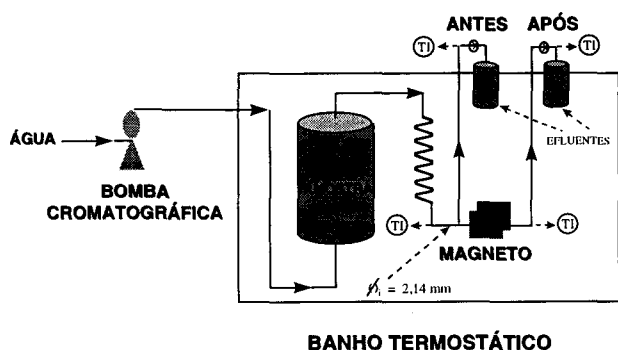 ANTES
APÓS
TI
TI
ÁGUA
BOMBA
CROMATOGRÁFICA
EFLUENTES
TI
TI
MAGNETO
∅i = 2,14 mm
BANHO TERMOSTÁTICO